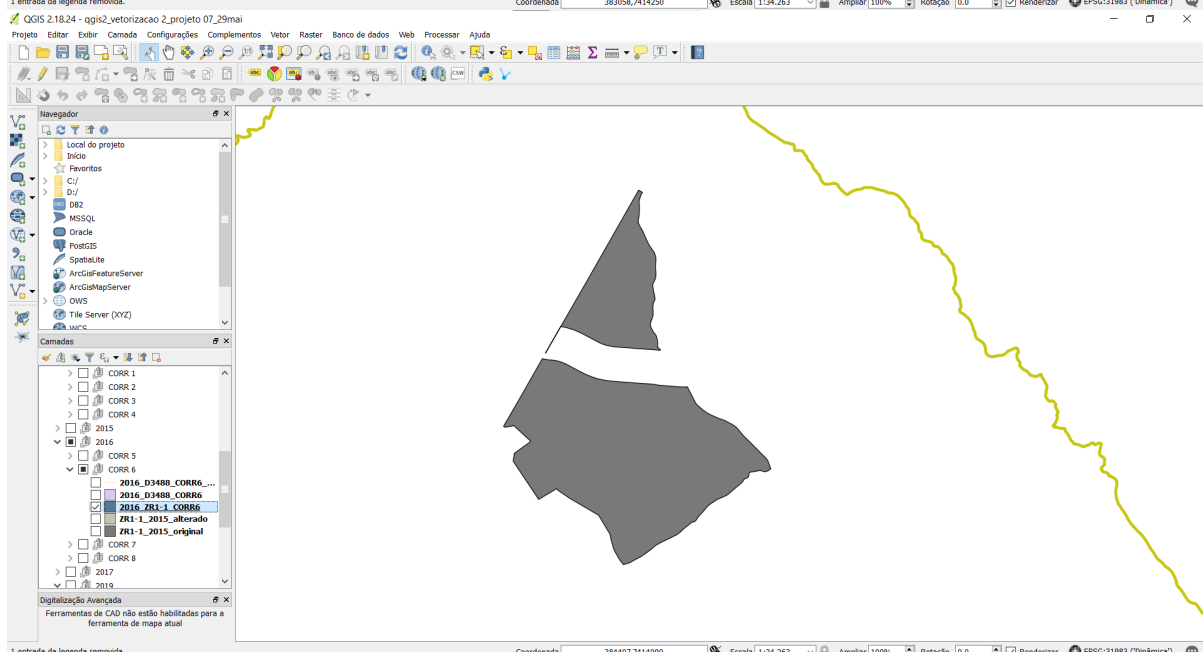 1 entrada da legenda removida.
Coordenada 383058,7414250 Escala 1:34.263 Ampliar 100% Rotação 0.0 Renderizar EPSG:31983 ('Dinâmica')
QGIS 2.18.24 - qgis2_vetorizacao 2_projeto 07_29mai
Projeto Editar Exibir Camada Configurações Complementos Vetor Raster Banco de dados Web Processar Ajuda
Navegador
Local do projeto
Início
Favoritos
C:/
D:/
DB2
MSSQL
Oracle
PostGIS
SpatiaLite
ArcGisFeatureServer
ArcGisMapServer
OWS
Tile Server (XYZ)
WCS
Camadas
CORR 1
CORR 2
CORR 3
CORR 4
2015
2016
CORR 5
CORR 6
2016_D3488_CORR6_...
2016_D3488_CORR6
2016_ZR1-1_CORR6
ZR1-1_2015_alterado
ZR1-1_2015_original
CORR 7
CORR 8
2017
2019
Digitalização Avançada
Ferramentas de CAD não estão habilitadas para a
ferramenta de mapa atual
1 entrada da legenda removida.
Coordenada 384407,7414090 Escala 1:34.263 Ampliar 100% Rotação 0.0 Renderizar EPSG:31983 ('Dinâmica')